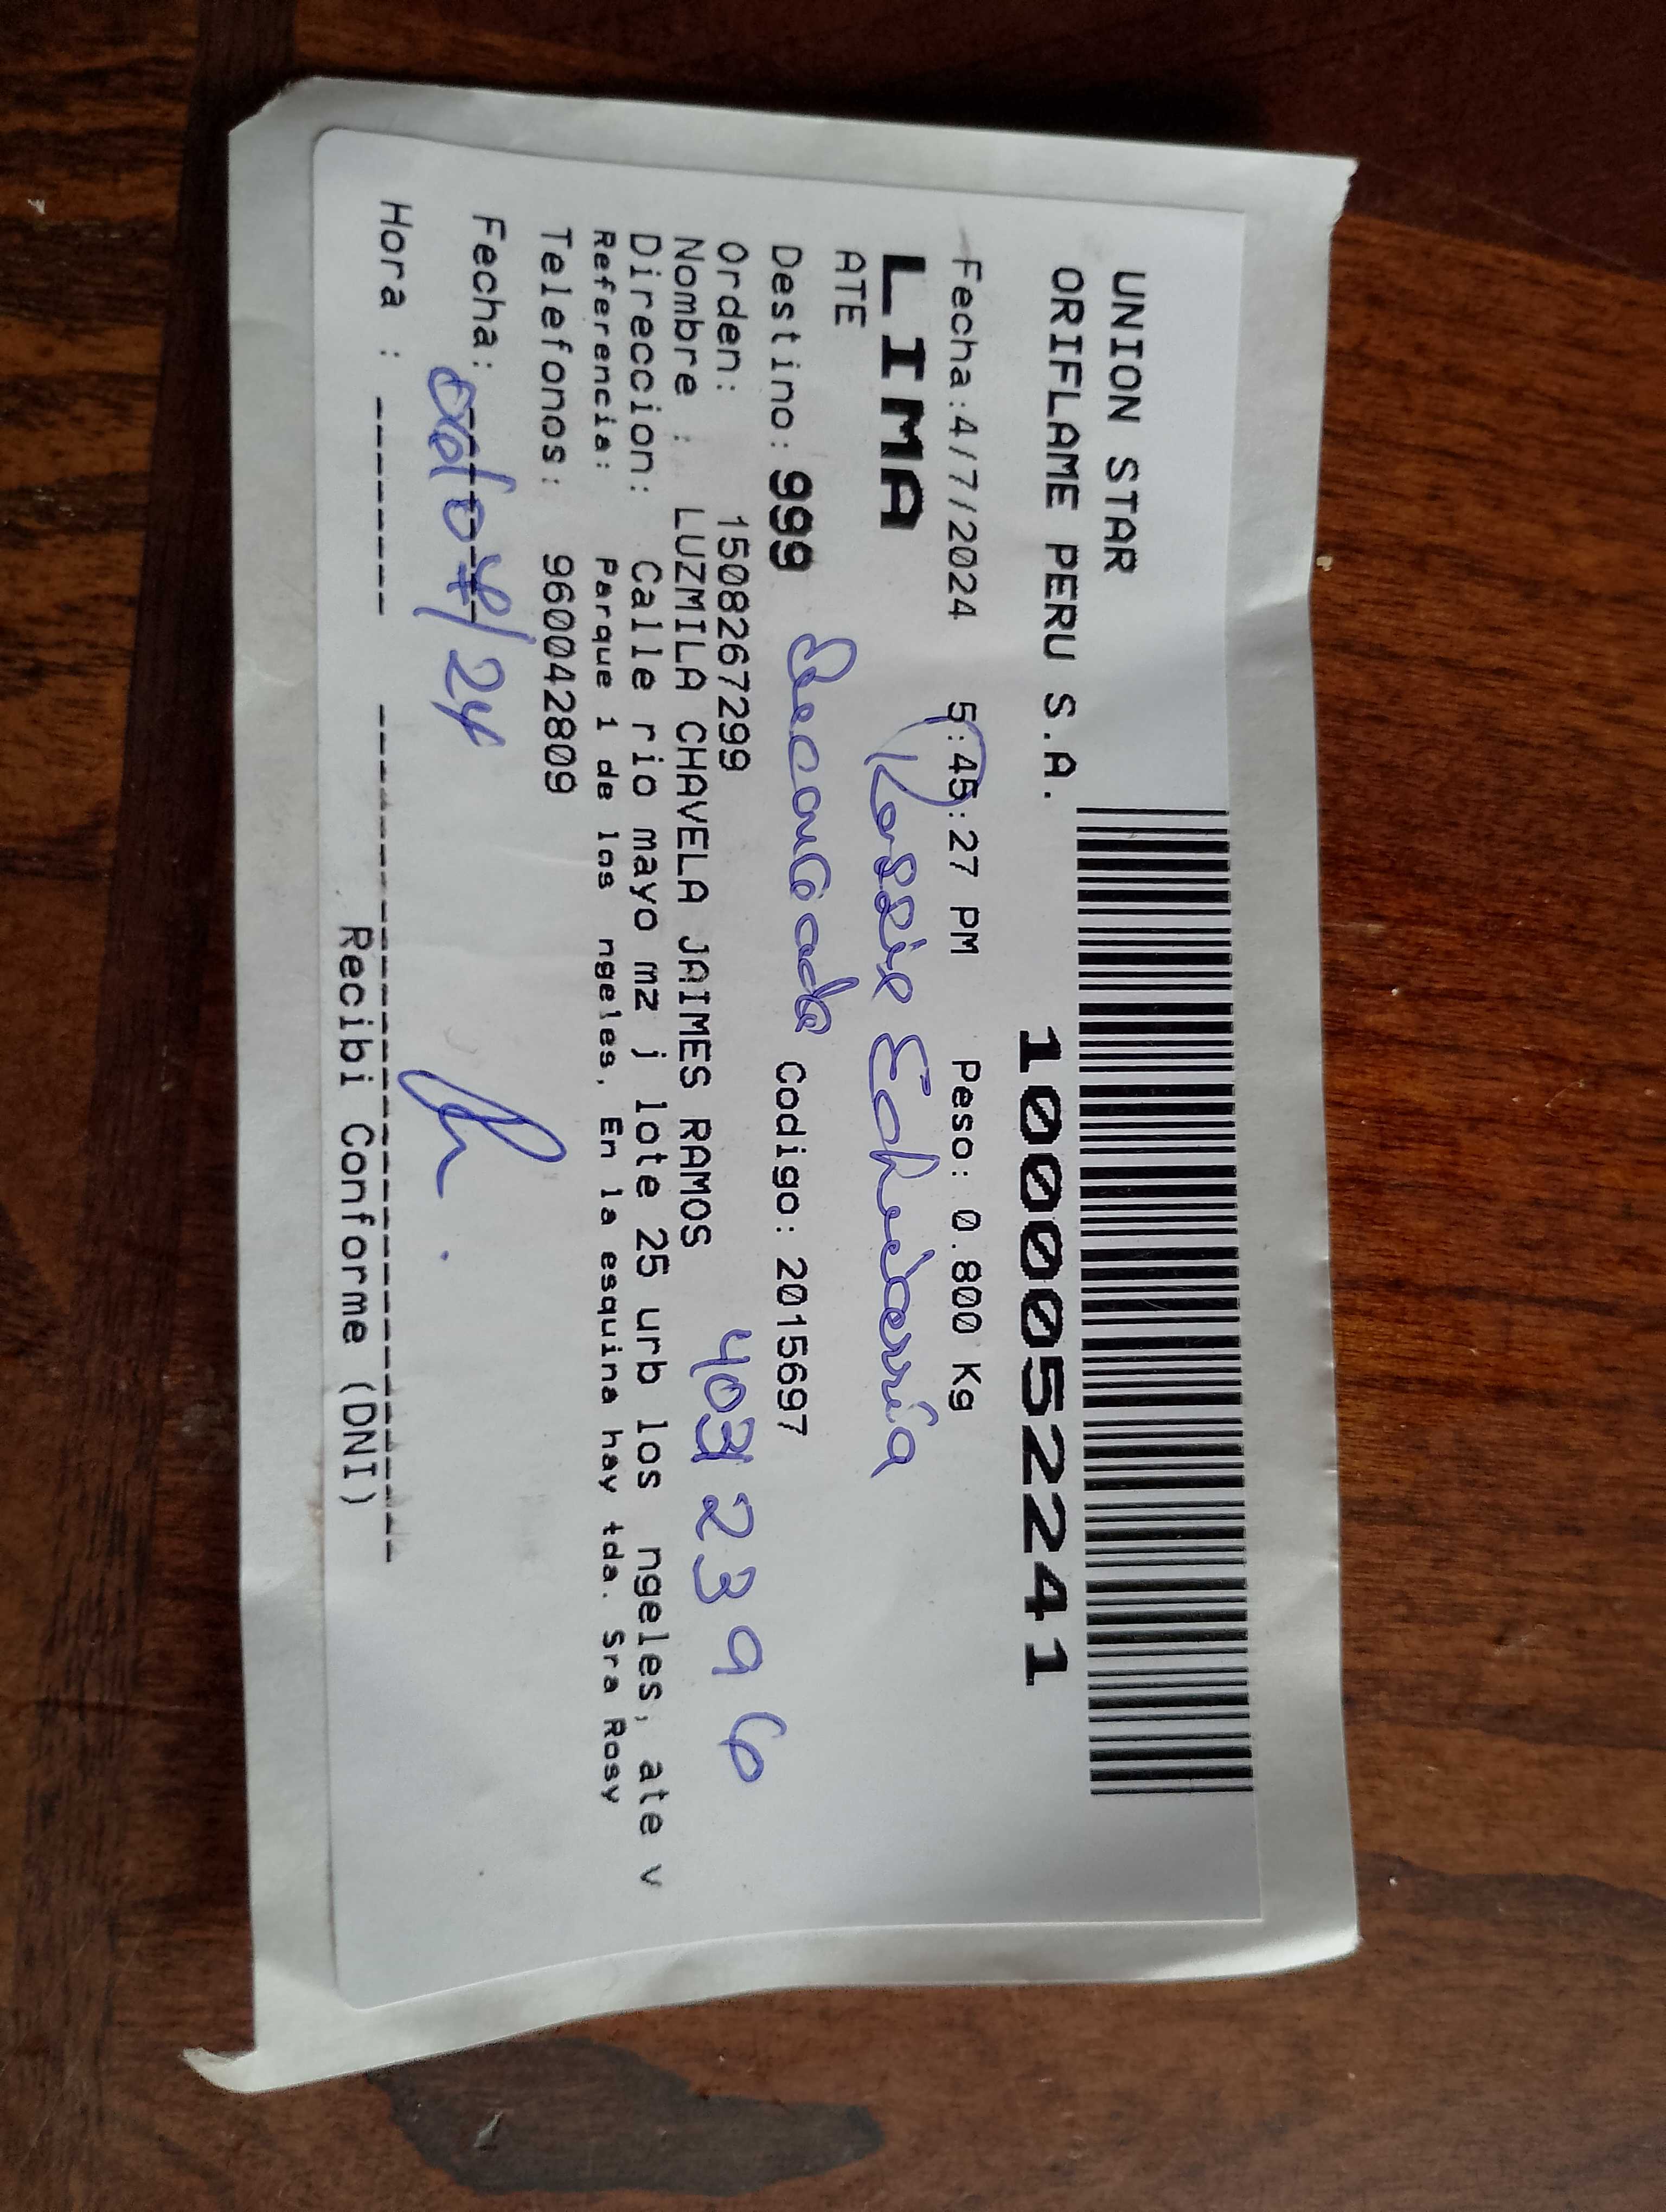 UNION STAR
ORIFLAME PERU S.A.
1000052241
Fecha:4/7/2024 5:45:27 PM Peso: 0.800 Kg
LIMA
Rossie Echevarría
ATE
Destino: 999 Codigo: 2015697
Orden: 1508267299
Nombre : LUZMILA CHAVELA JAIMES RAMOS
Direccion: Calle rio mayo mz j lote 25 urb los ngeles, ate v
Referencia: Parque 1 de los ngeles, En la esquina hay tda. Sra Rosy
Telefonos: 960042809
Fecha:
Hora :
Recibi Conforme (DNI)